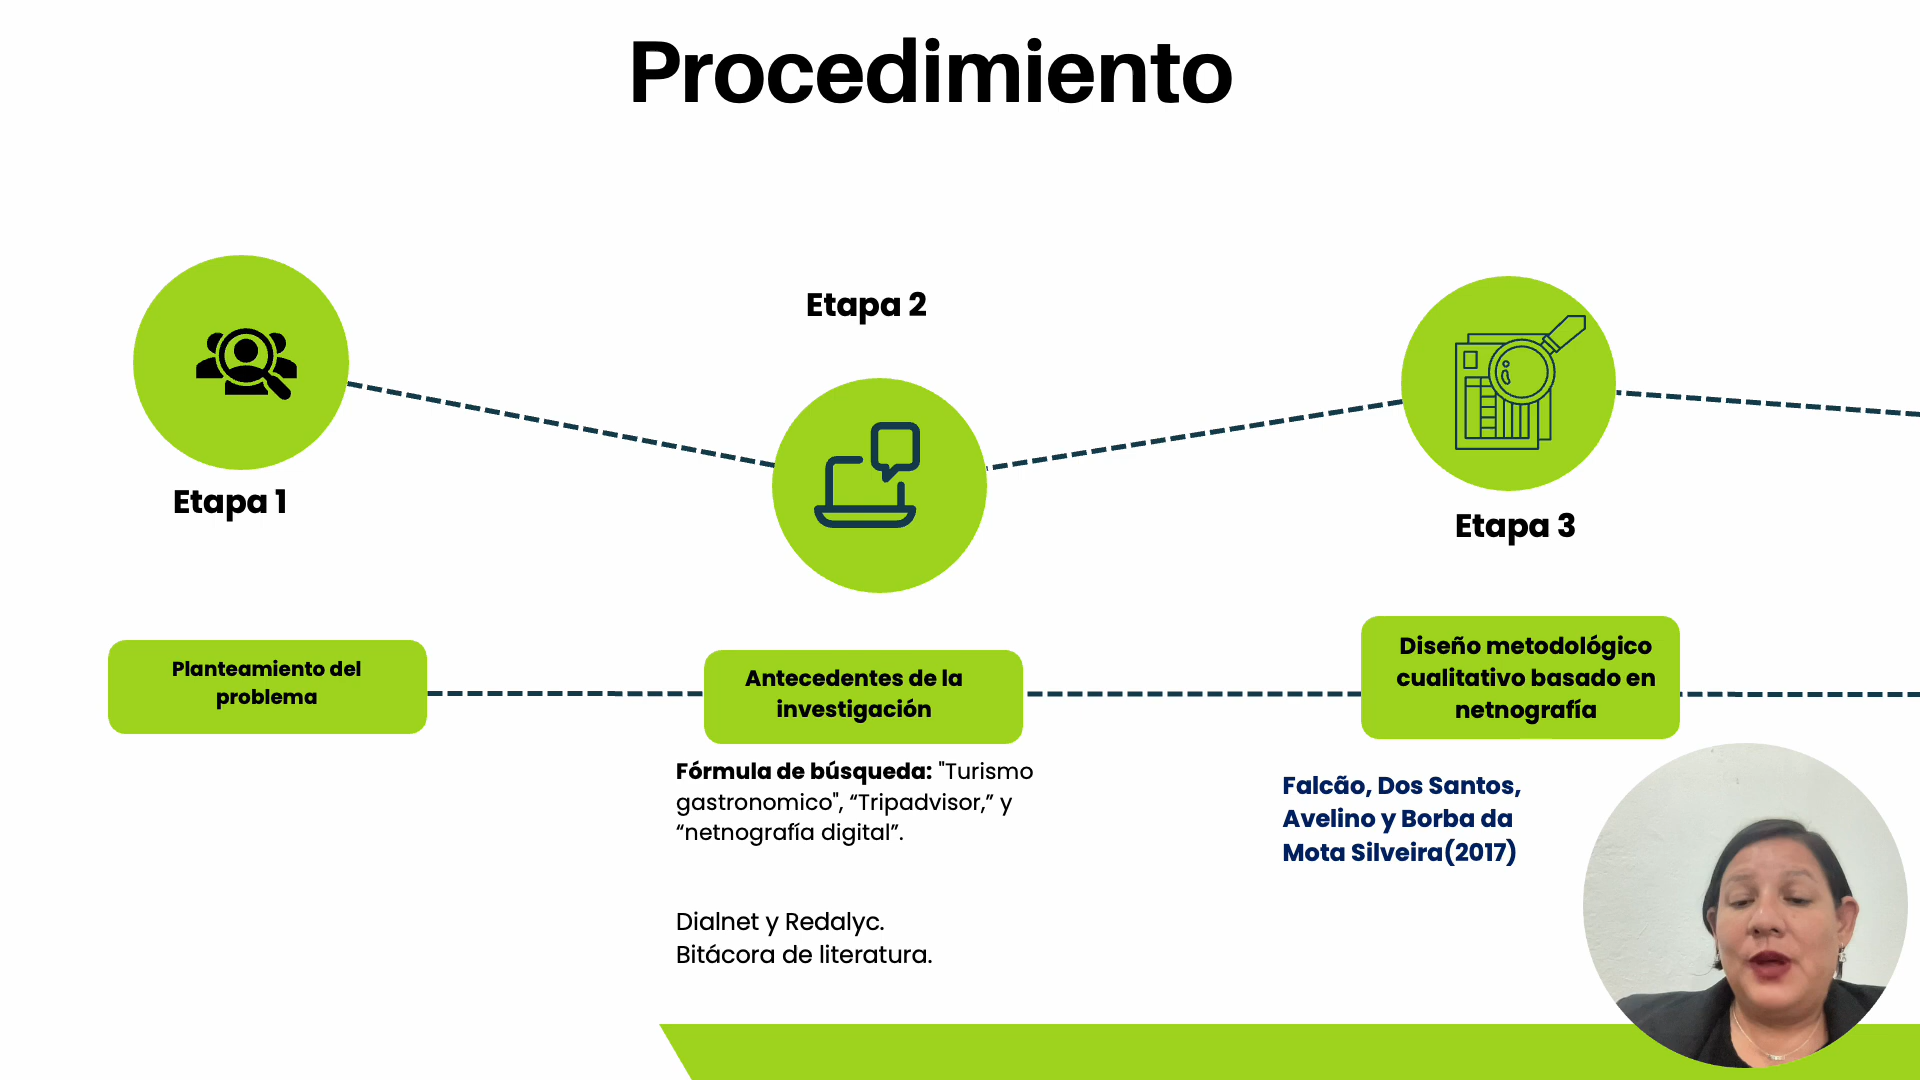 Procedimiento
Etapa 1
Etapa 2
Etapa 3
Planteamiento del
problema
Antecedentes de la
investigación
Fórmula de búsqueda: "Turismo
gastronomico", “Tripadvisor,” y
“netnografía digital”.
Dialnet y Redalyc.
Bitácora de literatura.
Diseño metodológico
cualitativo basado en
netnografía
Falcão, Dos Santos,
Avelino y Borba da
Mota Silveira(2017)